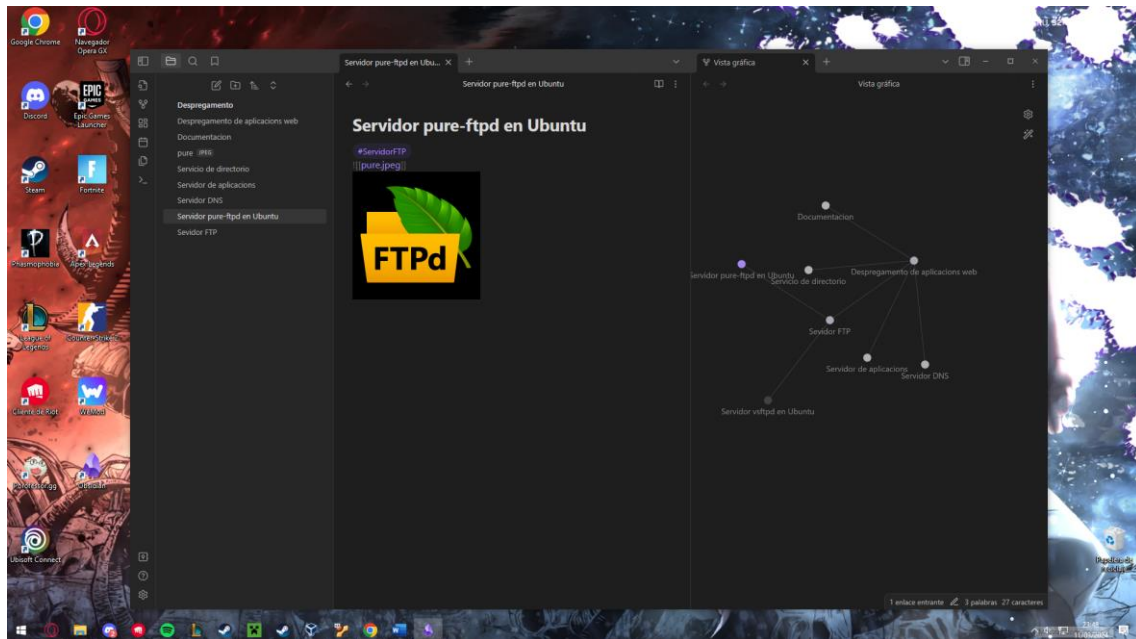 Google Chrome
Navegador
Opera GX
Discord
EPIC
GAMES
Epic Games
Launcher
Steam
Fortnite
Phasmophobia
Apex Legends
League of
Legends
Counter-Strike
Cliente de Riot
WeMod
Obsidian
Ubisoft Connect
Servidor pure-ftpd en Ubu...
Vista gráfica
Servidor pure-ftpd en Ubuntu
Vista gráfica
Despregamento
Despregamento de aplicacions web
Documentacion
pure JPEG
Servicio de directorio
Servidor de aplicacions
Servidor DNS
Servidor pure-ftpd en Ubuntu
Sevidor FTP
Servidor pure-ftpd en Ubuntu
#ServidorFTP
![[pure.jpeg]]
FTPd
Documentacion
Servidor pure-ftpd en Ubuntu
Servicio de directorio
Despregamento de aplicacions web
Sevidor FTP
Servidor de aplicacions
Servidor DNS
Servidor vsftpd en Ubuntu
1 enlace entrante
3 palabras 27 caracteres
Papelera de
reciclaje